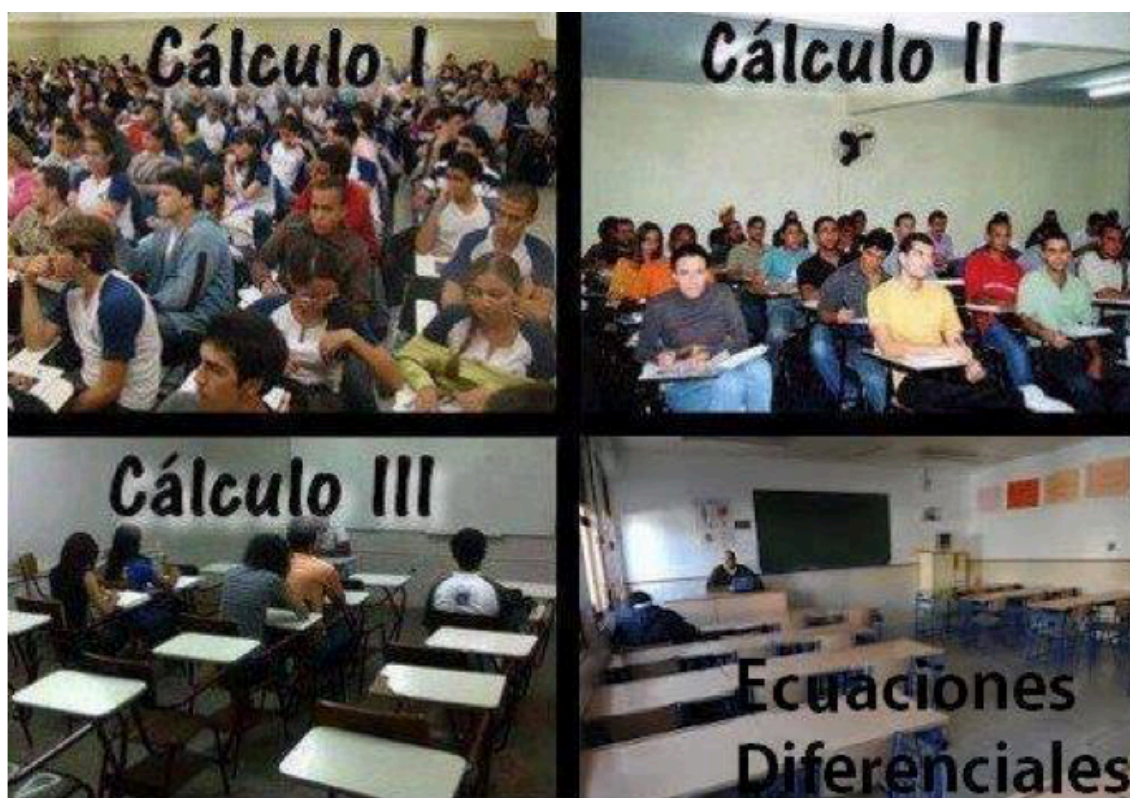 Cálculo I
Cálculo II
Cálculo III
Ecuaciones
Diferenciales